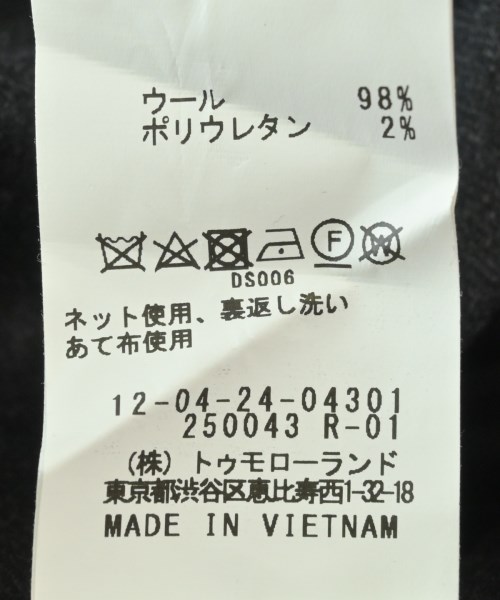 ウール 98%
ポリウレタン 2%
F W
DS006
ネット使用、裏返し洗い
あて布使用
12-04-24-04301
250043 R-01
(株) トゥモローランド
東京都渋谷区恵比寿西1-32-18
MADE IN VIETNAM